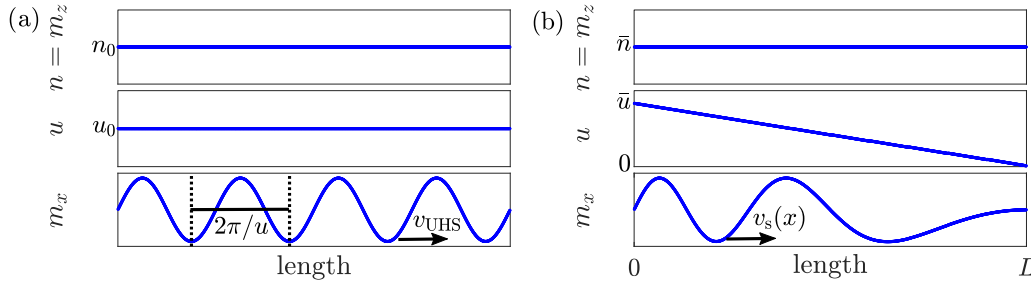 (a)
n = m_z
n_0
u
u_0
m_x
2π/u
v_UHS
length
(b)
n = m_z
n̄
u
ū
0
m_x
v_s(x)
0
length
L